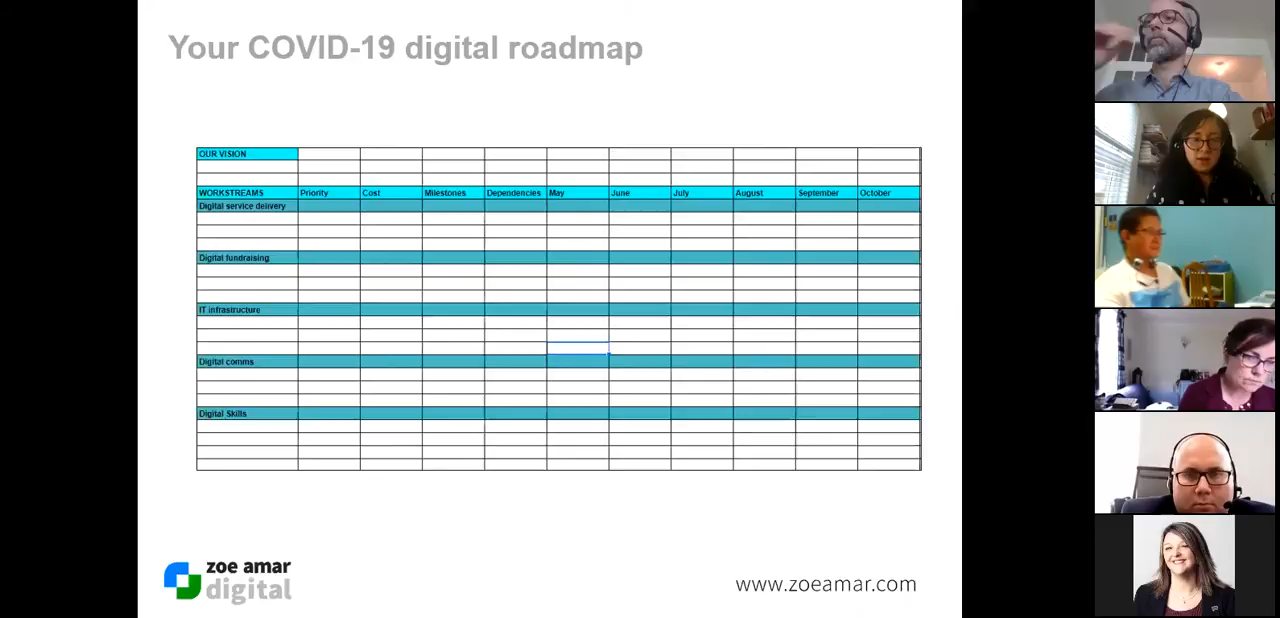 Your COVID-19 digital roadmap
OUR VISION
WORKSTREAMS Priority Cost Milestones Dependencies May June July August September October
Digital service delivery
Digital fundraising
IT infrastructure
Digital comms
Digital Skills
zoe amar
digital
www.zoeamar.com